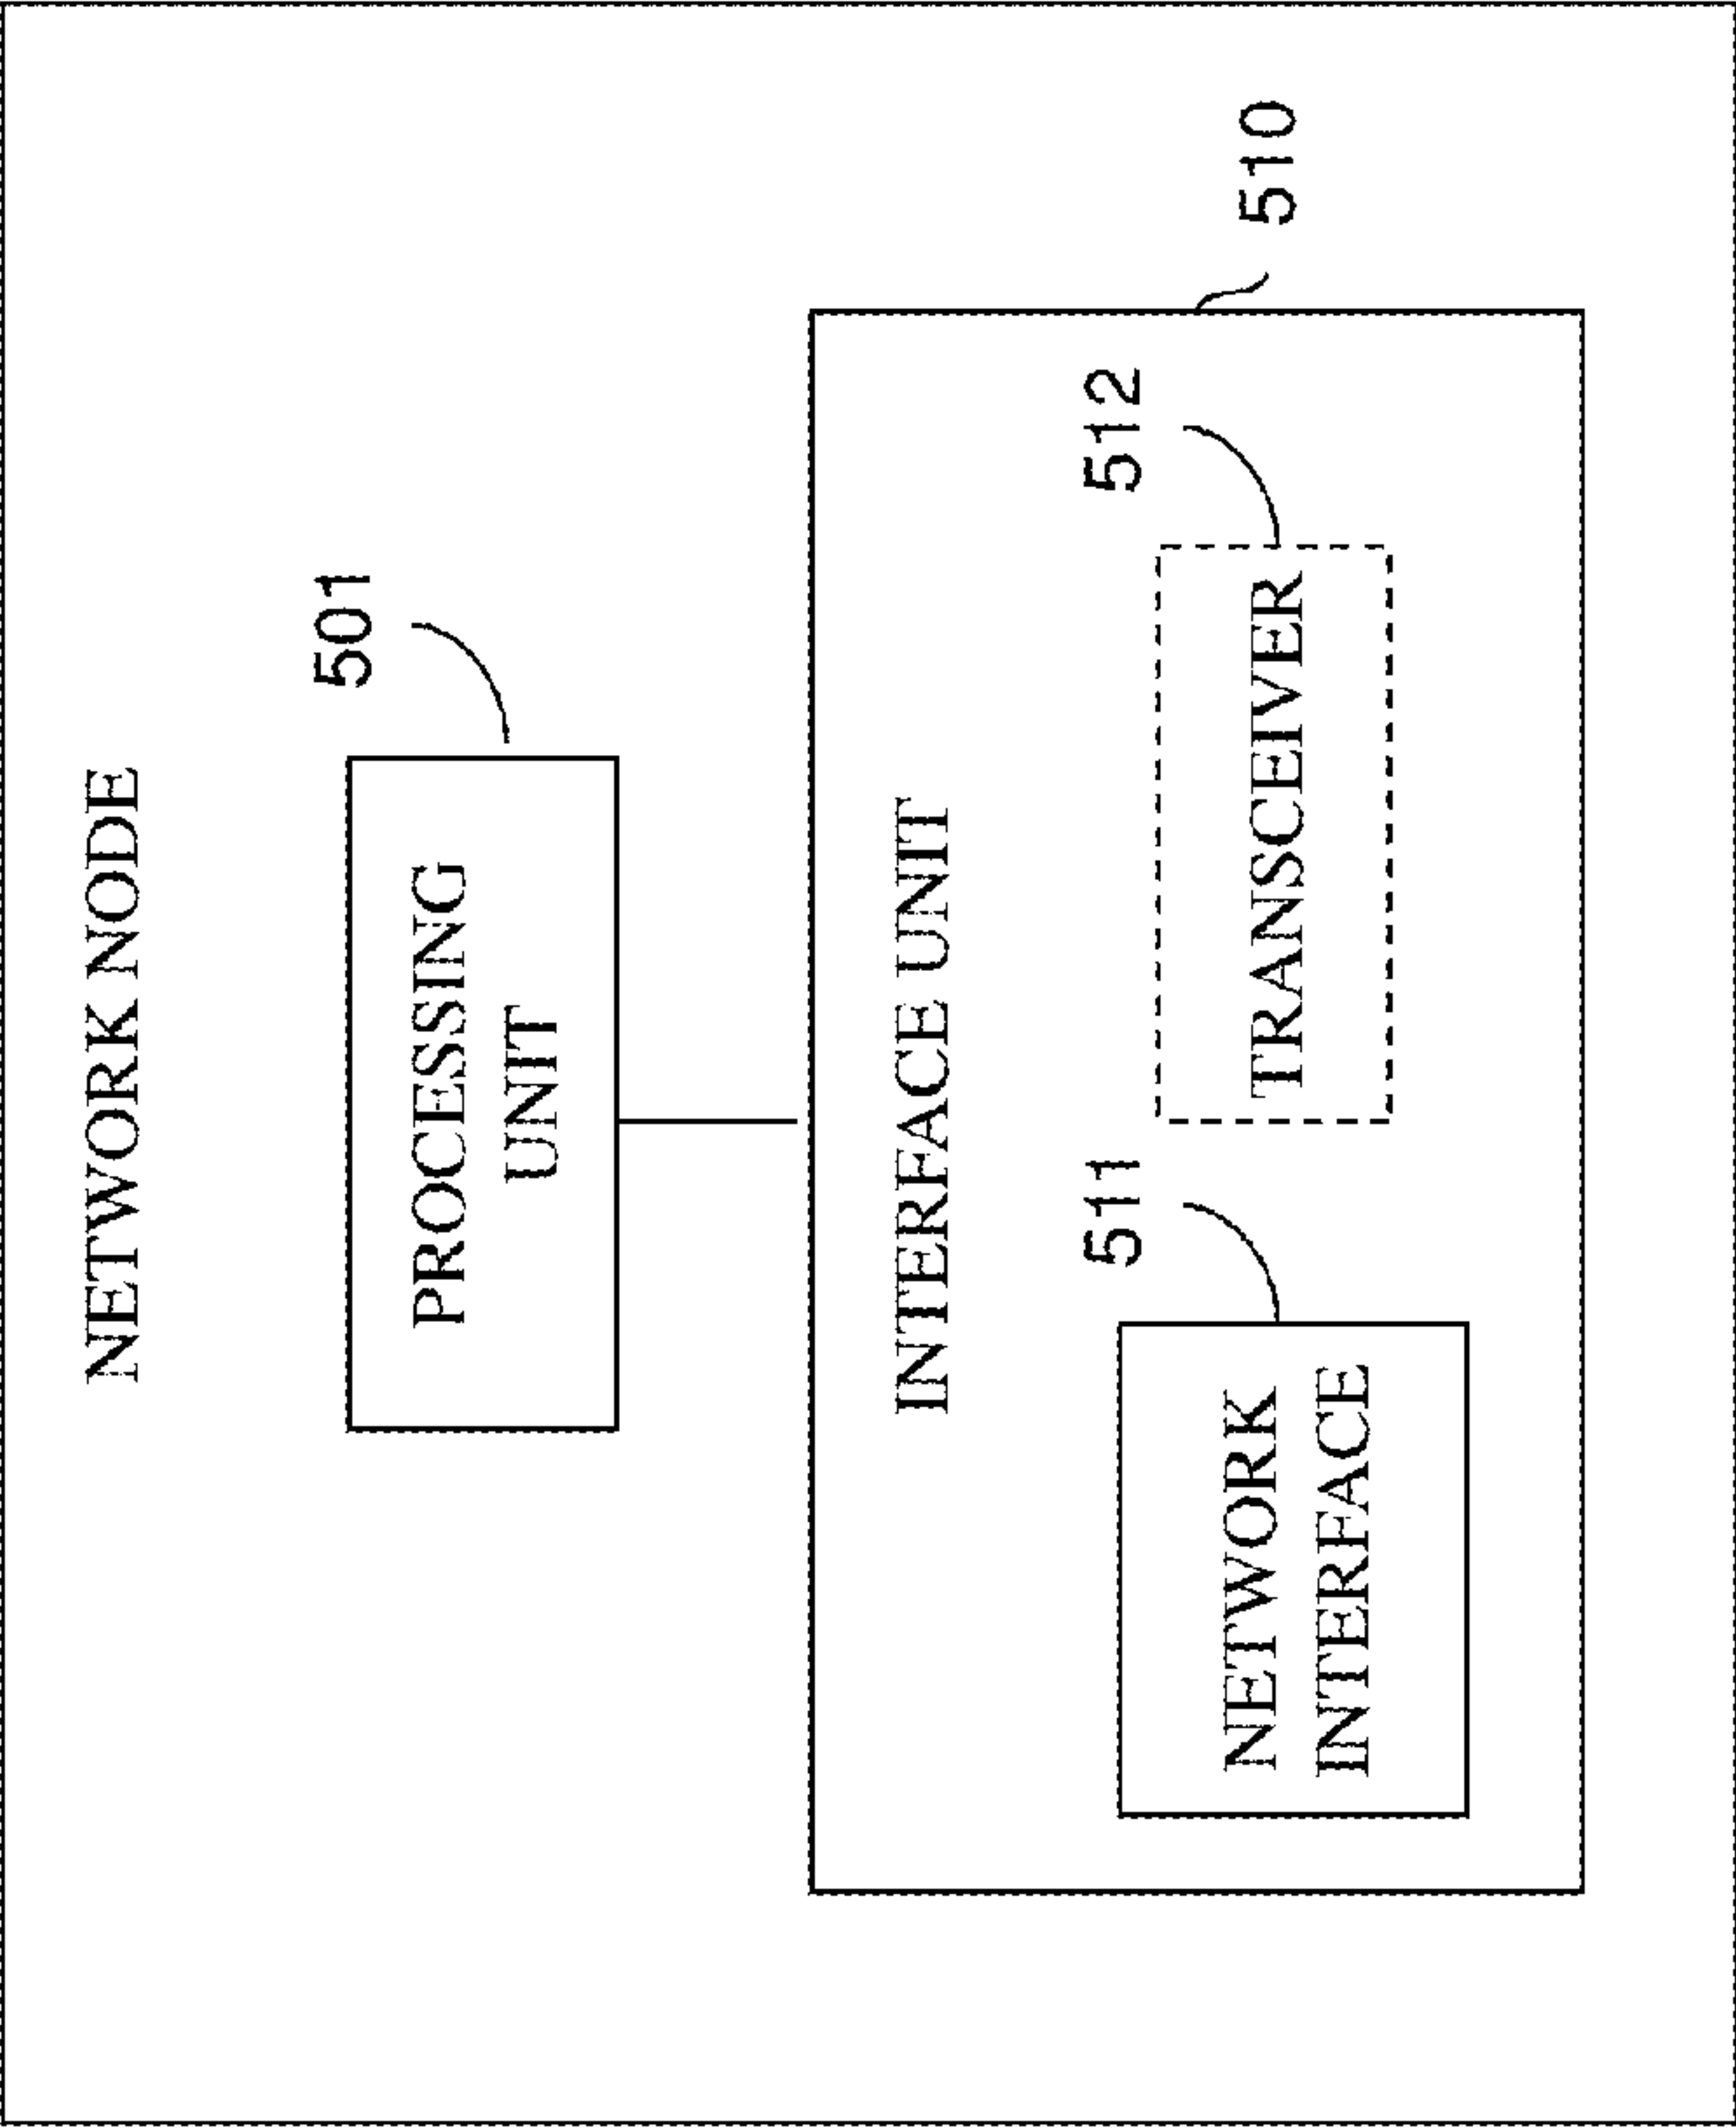 NETWORK NODE
501
PROCESSING
UNIT
INTERFACE UNIT
510
511
512
NETWORK
INTERFACE
TRANSCEIVER